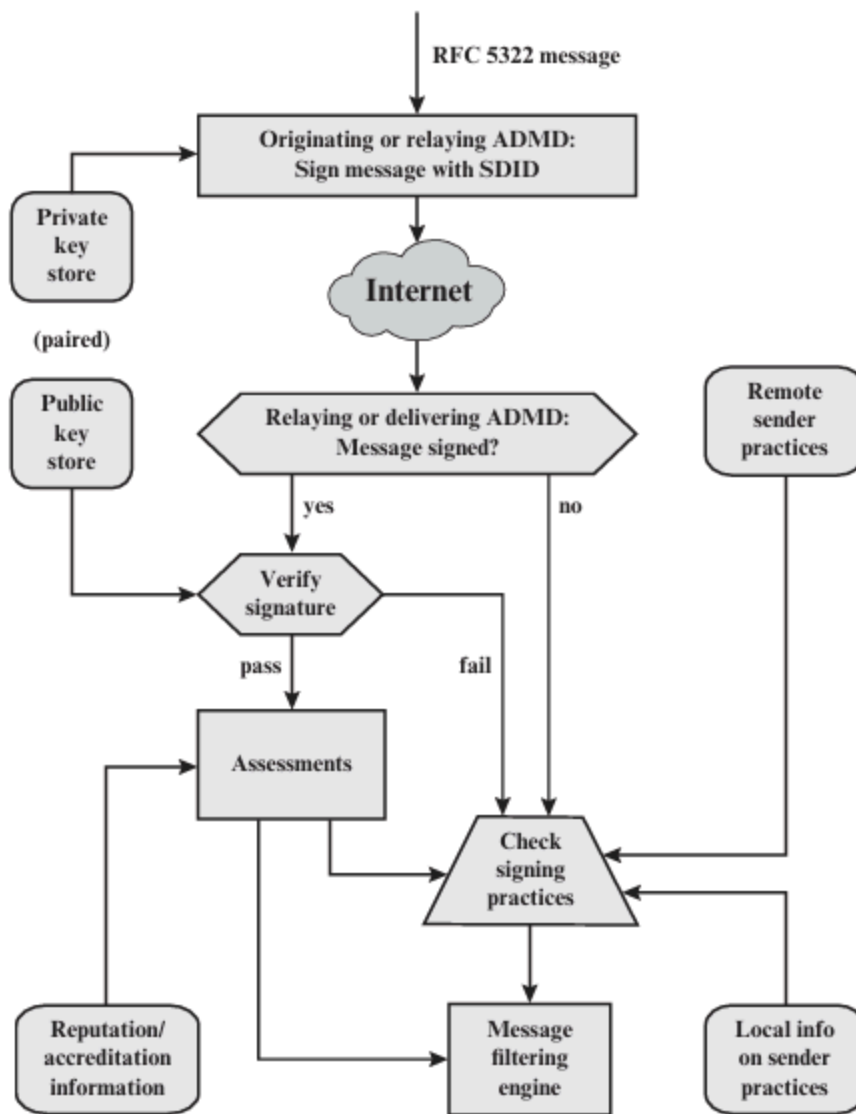 RFC 5322 message
Originating or relaying ADMD:
Sign message with SDID
Private
key
store
Internet
(paired)
Public
key
store
Relaying or delivering ADMD:
Message signed?
Remote
sender
practices
yes
no
Verify
signature
pass
fail
Assessments
Check
signing
practices
Reputation/
accreditation
information
Message
filtering
engine
Local info
on sender
practices